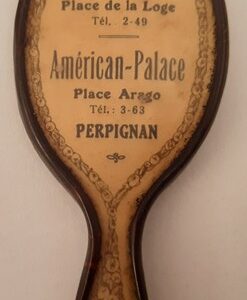 Place de la Loge
Tél. : 2-49
Américan-Palace
Place Arago
Tél. : 3-63
PERPIGNAN